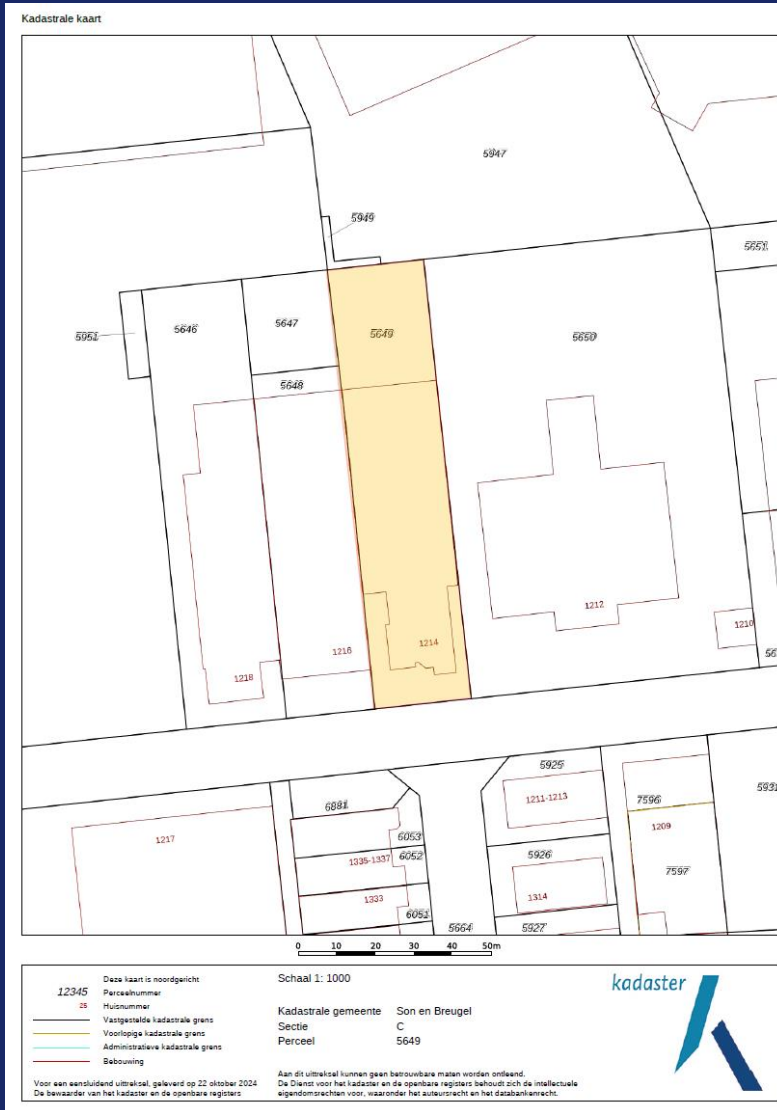 Kadastrale kaart
5947
5949
5651
5951
5646
5647
5649
5650
5648
1212
1210
1214
1216
1218
5925
5931
6881
1211-1213
7596
1209
1217
6053
1335-1337
6052
5926
7597
1333
1314
6051
5664
5927
0 10 20 30 40 50m
Deze kaart is noordgericht
12345 Perceelnummer
25 Huisnummer
Vastgestelde kadastrale grens
Voorlopige kadastrale grens
Administratieve kadastrale grens
Bebouwing
Voor een eensluidend uittreksel, geleverd op 22 oktober 2024
De bewaarder van het kadaster en de openbare registers
Schaal 1: 1000
Kadastrale gemeente Son en Breugel
Sectie C
Perceel 5649
Aan dit uittreksel kunnen geen betrouwbare maten worden ontleend.
De Dienst voor het kadaster en de openbare registers behoudt zich de intellectuele
eigendomsrechten voor, waaronder het auteursrecht en het databankenrecht.
kadaster